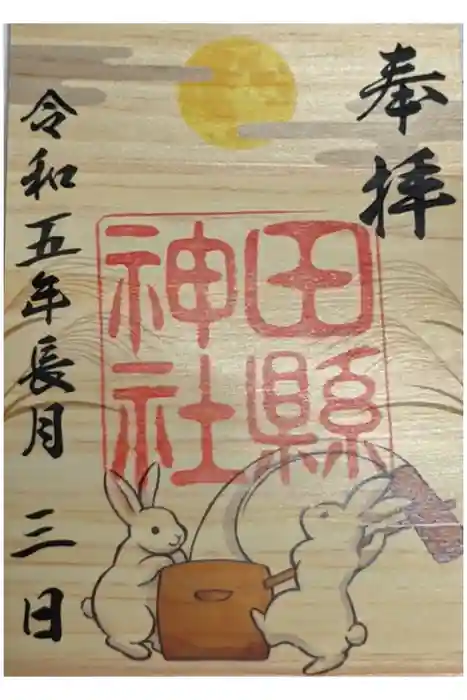 奉拝
田縣
神社
令和五年長月 三日